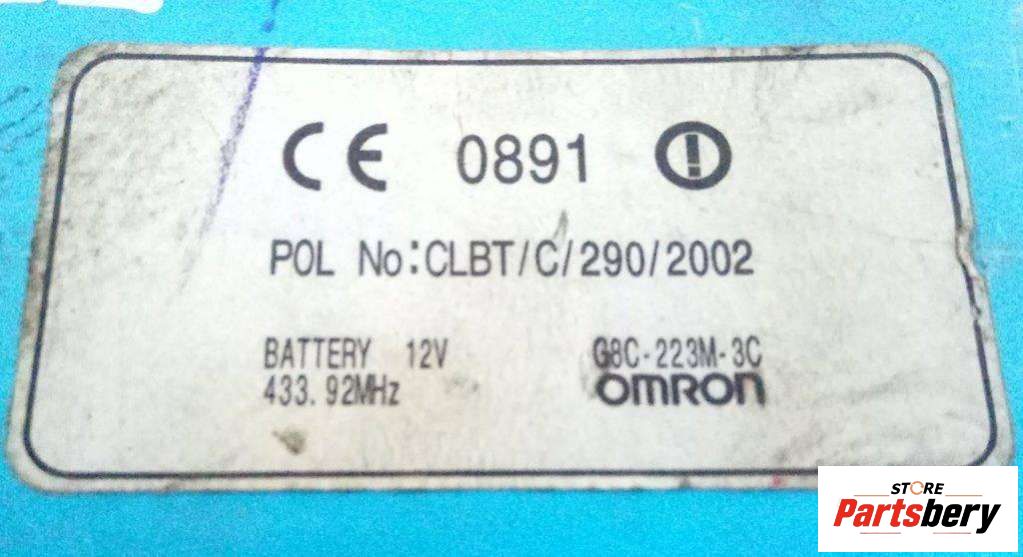 CE 0891
POL No:CLBT/C/290/2002
BATTERY 12V
433.92MHz
G8C-223M-3C
OMRON
STORE
Partsbery